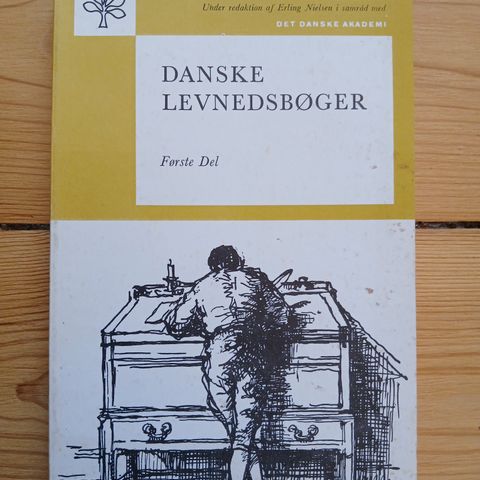 Under redaktion af Erling Nielsen i samråd med
DET DANSKE AKADEMI
DANSKE
LEVNEDSBØGER
Første Del